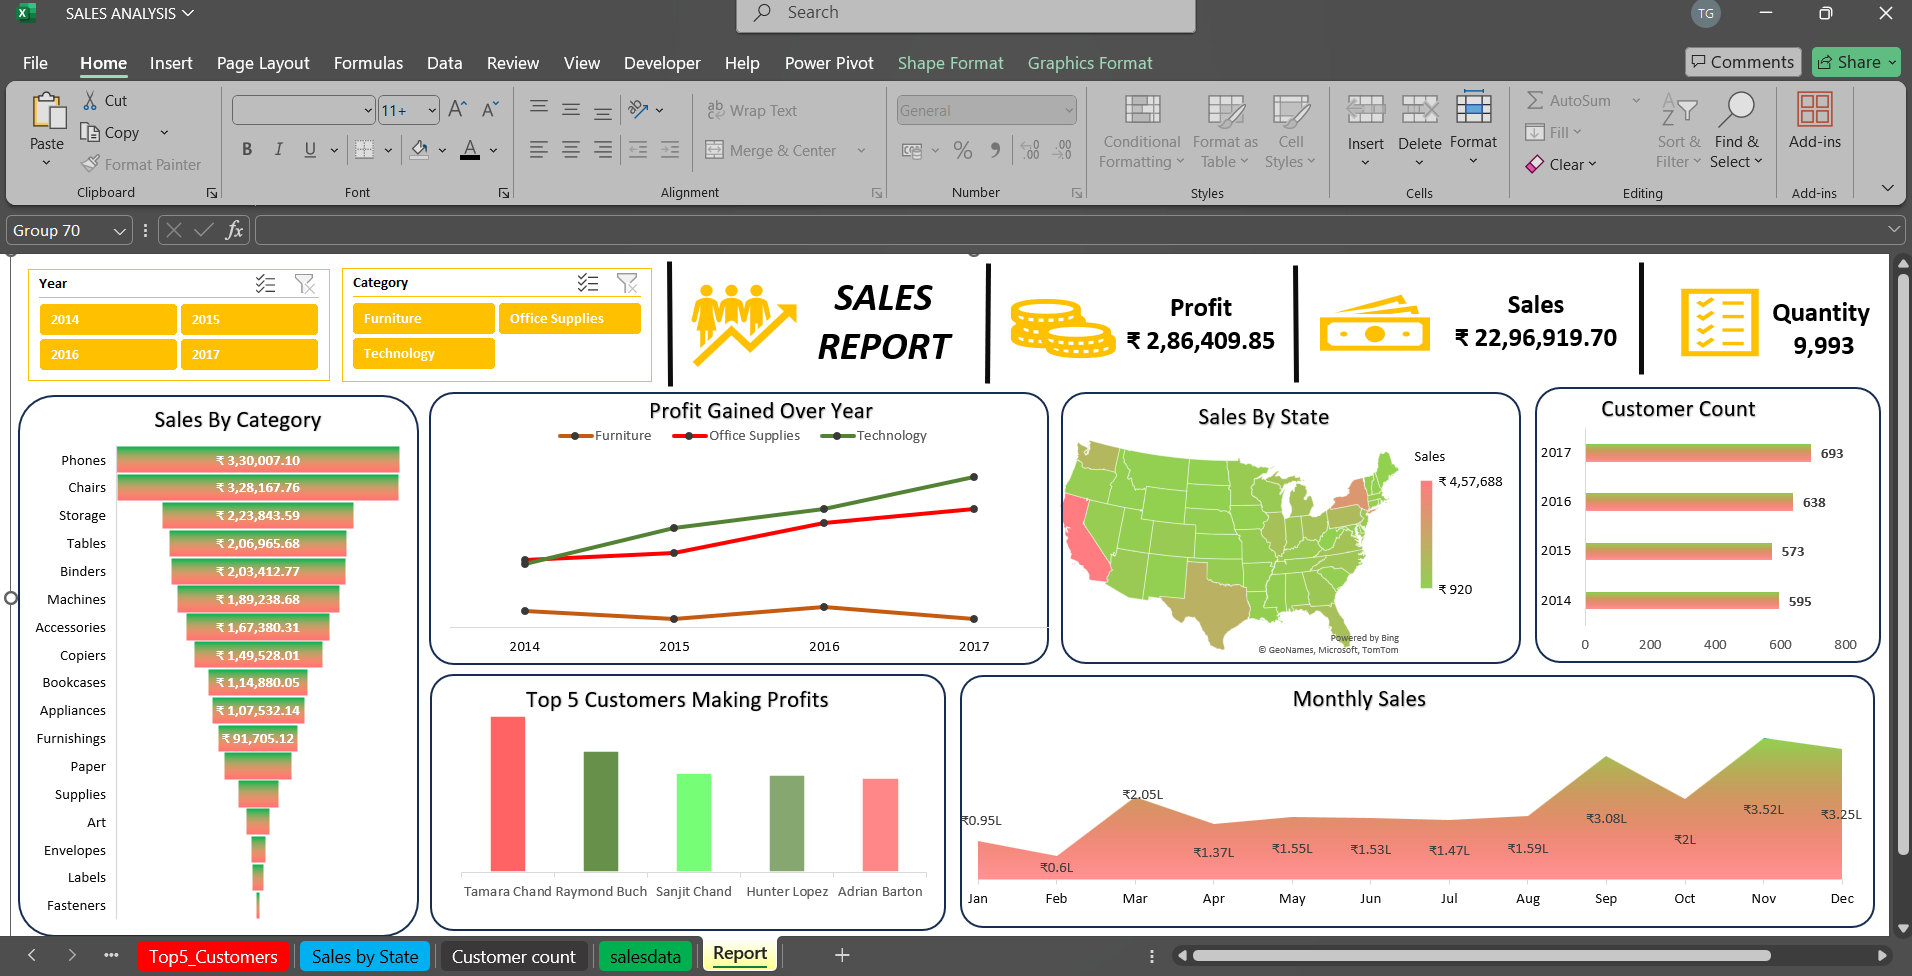 SALES ANALYSIS
Search
TG
File Home Insert Page Layout Formulas Data Review View Developer Help Power Pivot Shape Format Graphics Format
Comments Share
Paste
Cut
Copy
Format Painter
Clipboard
11+
B I U
Font
Wrap Text
Merge & Center
Alignment
General
Number
Conditional Formatting
Format as Table
Cell Styles
Styles
Insert Delete Format
Cells
AutoSum
Fill
Clear
Sort & Filter
Find & Select
Editing
Add-ins
Add-ins
Group 70
fx
Year
2014 2015
2016 2017
Category
Furniture Office Supplies
Technology
SALES
REPORT
Profit
₹ 2,86,409.85
Sales
₹ 22,96,919.70
Quantity
9,993
Sales By Category
Phones ₹ 3,30,007.10
Chairs ₹ 3,28,167.76
Storage ₹ 2,23,843.59
Tables ₹ 2,06,965.68
Binders ₹ 2,03,412.77
Machines ₹ 1,89,238.68
Accessories ₹ 1,67,380.31
Copiers ₹ 1,49,528.01
Bookcases ₹ 1,14,880.05
Appliances ₹ 1,07,532.14
Furnishings ₹ 91,705.12
Paper
Supplies
Art
Envelopes
Labels
Fasteners
Profit Gained Over Year
Furniture Office Supplies Technology
2014 2015 2016 2017
Sales By State
Sales
₹ 4,57,688
₹ 920
Powered by Bing
© GeoNames, Microsoft, TomTom
Customer Count
2017 693
2016 638
2015 573
2014 595
0 200 400 600 800
Top 5 Customers Making Profits
Tamara Chand Raymond Buch Sanjit Chand Hunter Lopez Adrian Barton
Monthly Sales
₹0.95L ₹0.6L ₹2.05L ₹1.37L ₹1.55L ₹1.53L ₹1.47L ₹1.59L ₹3.08L ₹2L ₹3.52L ₹3.25L
Jan Feb Mar Apr May Jun Jul Aug Sep Oct Nov Dec
Top5_Customers Sales by State Customer count salesdata Report